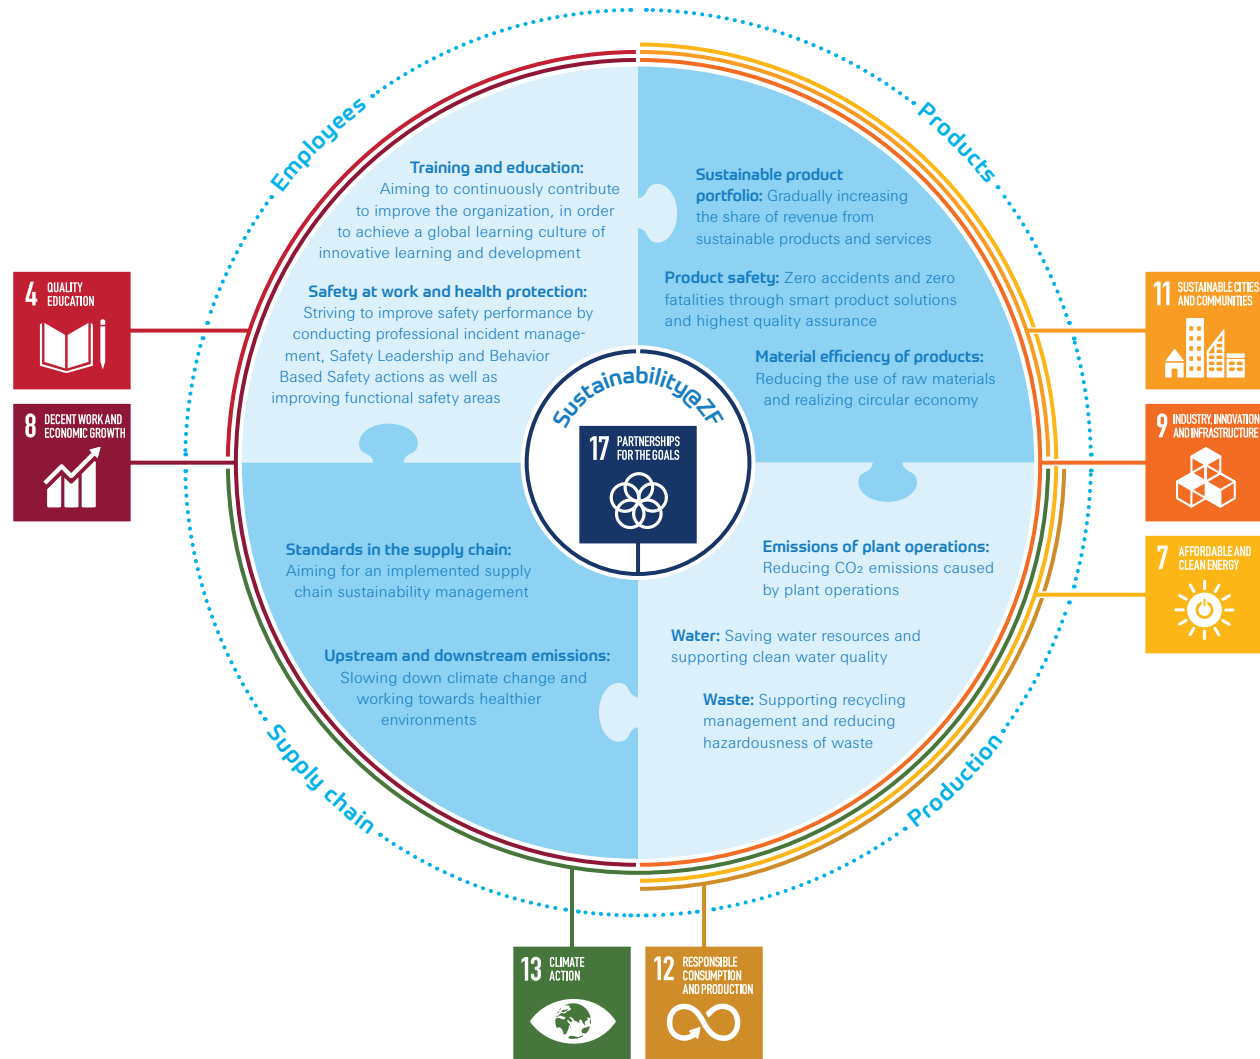 Employees
Products
Training and education:
Aiming to continuously contribute
to improve the organization, in order
to achieve a global learning culture of
innovative learning and development
Safety at work and health protection:
Striving to improve safety performance by
conducting professional incident manage-
ment, Safety Leadership and Behavior
Based Safety actions as well as
improving functional safety areas
Sustainable product
portfolio: Gradually increasing
the share of revenue from
sustainable products and services
Product safety: Zero accidents and zero
fatalities through smart product solutions
and highest quality assurance
Material efficiency of products:
Reducing the use of raw materials
and realizing circular economy
4 QUALITY
EDUCATION
8 DECENT WORK AND
ECONOMIC GROWTH
Sustainability@ZF
17 PARTNERSHIPS
FOR THE GOALS
11 SUSTAINABLE CITIES
AND COMMUNITIES
9 INDUSTRY, INNOVATION
AND INFRASTRUCTURE
7 AFFORDABLE AND
CLEAN ENERGY
Standards in the supply chain:
Aiming for an implemented supply
chain sustainability management
Upstream and downstream emissions:
Slowing down climate change and
working towards healthier
environments
Emissions of plant operations:
Reducing CO₂ emissions caused
by plant operations
Water: Saving water resources and
supporting clean water quality
Waste: Supporting recycling
management and reducing
hazardousness of waste
Supply chain
Production
13 CLIMATE
ACTION
12 RESPONSIBLE
CONSUMPTION
AND PRODUCTION